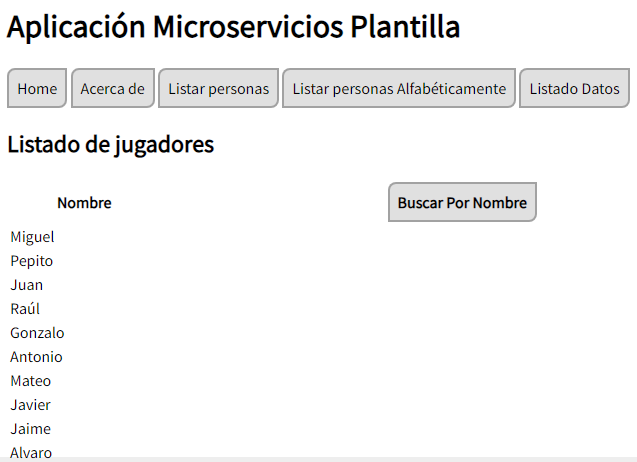 Aplicación Microservicios Plantilla
Home Acerca de Listar personas Listar personas Alfabéticamente Listado Datos
Listado de jugadores
Nombre Buscar Por Nombre
Miguel
Pepito
Juan
Raúl
Gonzalo
Antonio
Mateo
Javier
Jaime
Alvaro